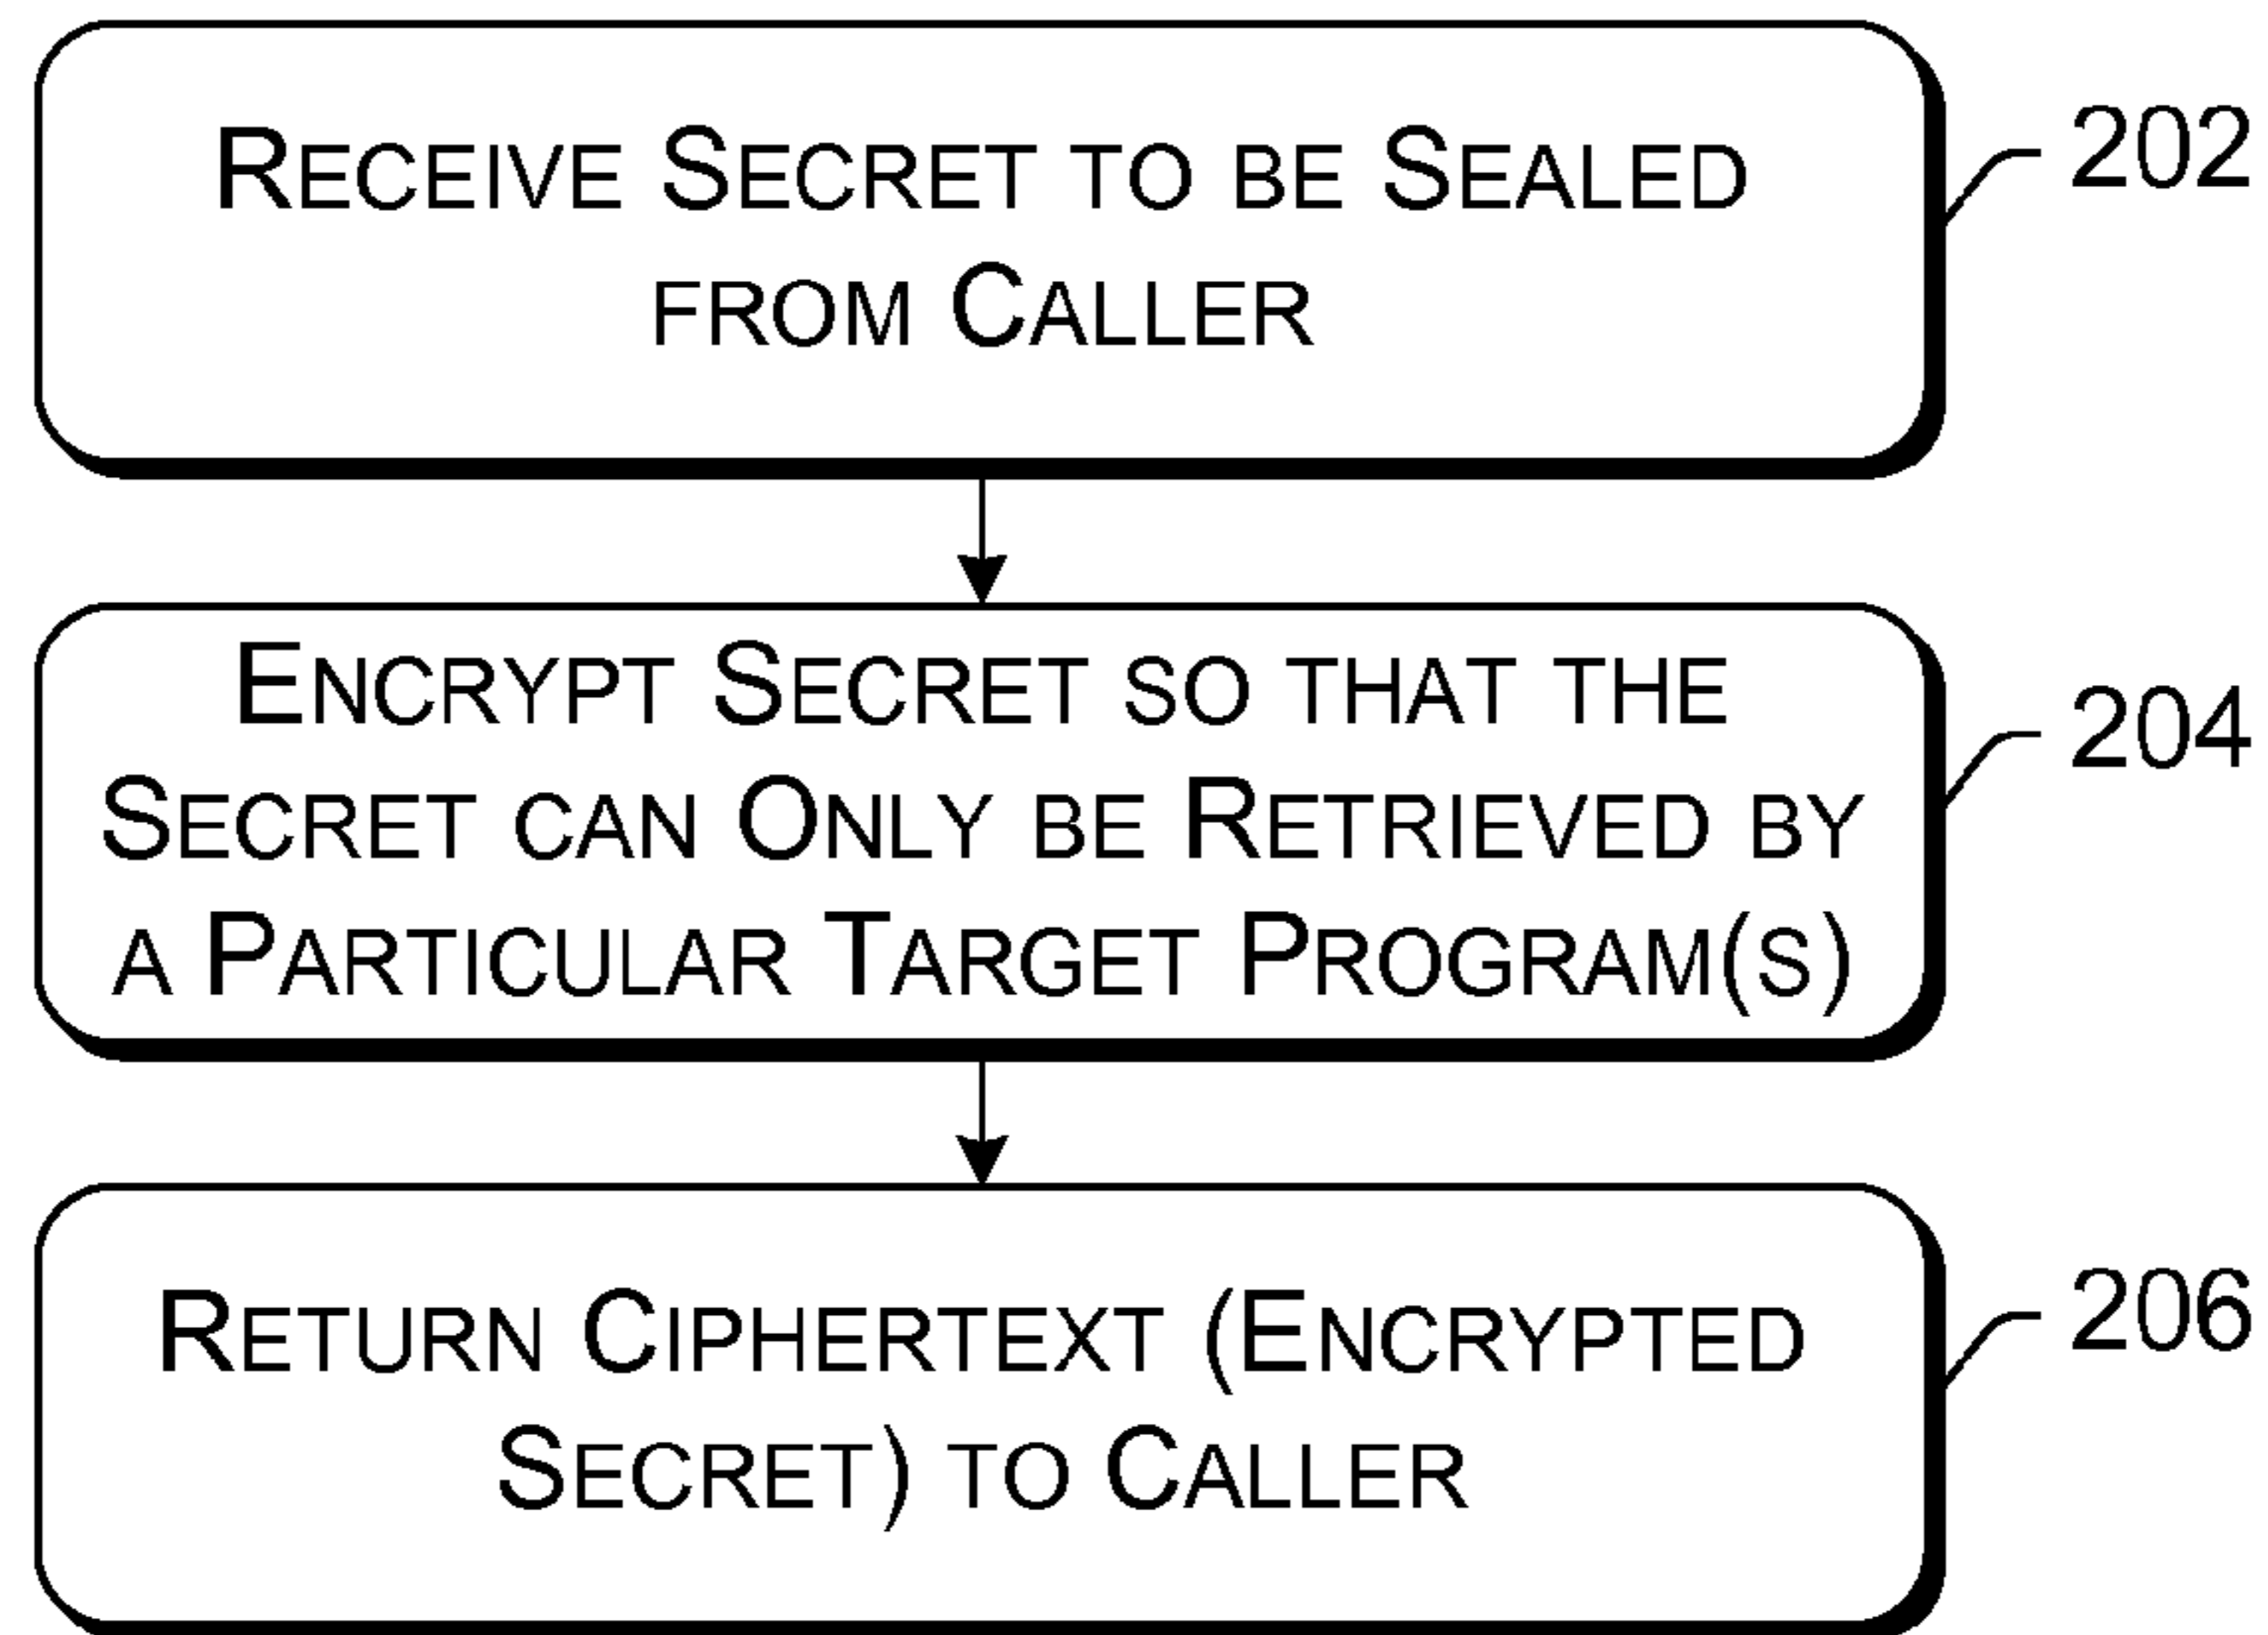 Receive Secret to be Sealed
from Caller
202
Encrypt Secret so that the
Secret can Only be Retrieved by
a Particular Target Program(s)
204
Return Ciphertext (Encrypted
Secret) to Caller
206